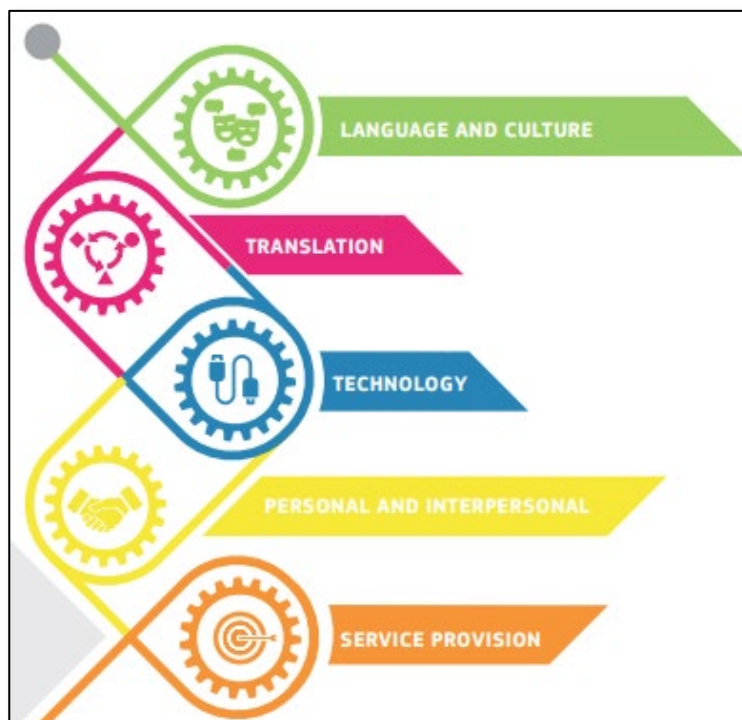 LANGUAGE AND CULTURE
TRANSLATION
TECHNOLOGY
PERSONAL AND INTERPERSONAL
SERVICE PROVISION